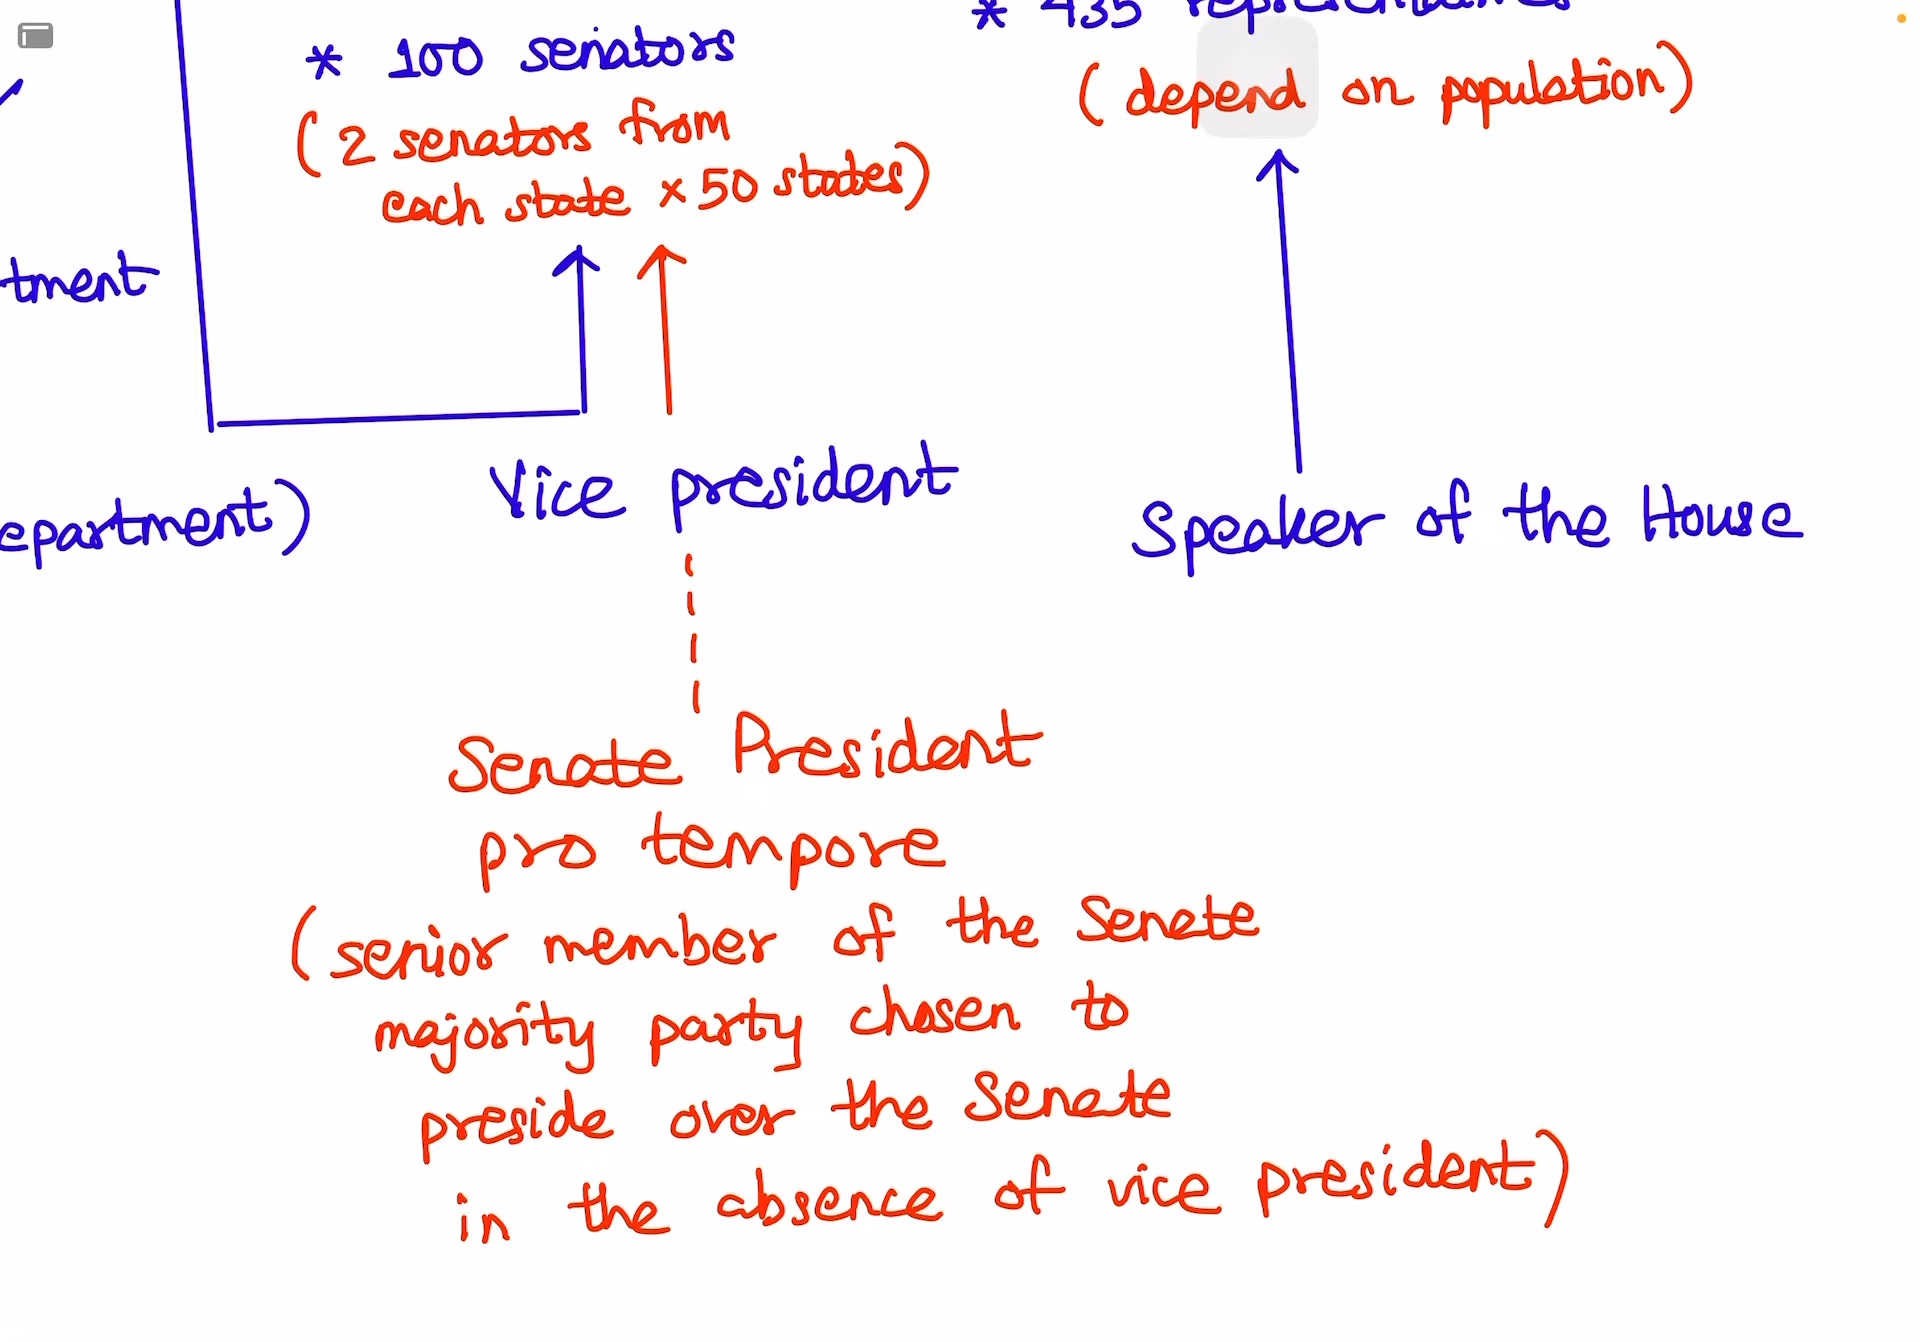 * 435 representatives
* 100 senators
(depend on population)
(2 senators from
each state × 50 states)
tment
Vice president
Speaker of the House
epartment)
Senate President
pro tempore
(senior member of the Senate
majority party chosen to
preside over the Senate
in the absence of vice president)